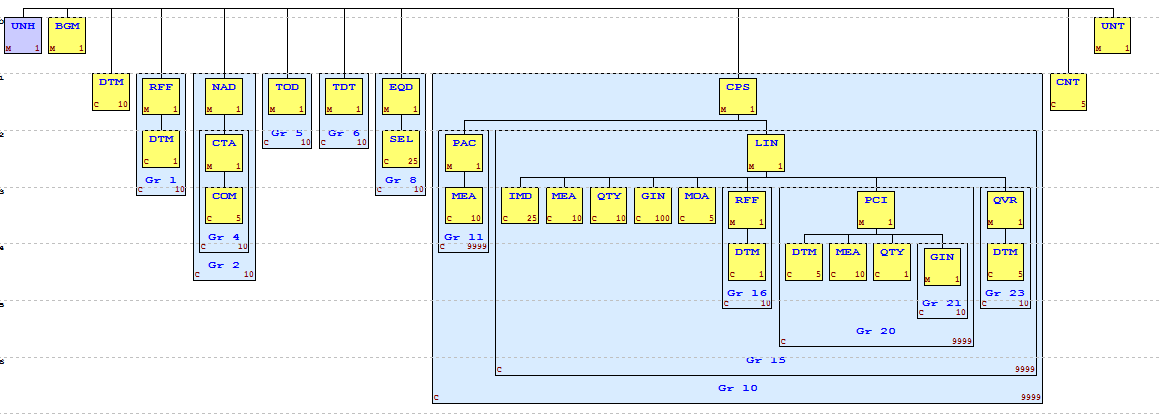 UNH BGM UNT
M 1 M 1 M 1
DTM RFF NAD TOD TDT EQD CPS CNT
C 10 M 1 M 1 M 1 M 1 M 1 M 1 C 5
DTM CTA Gr 5 Gr 6 SEL PAC LIN
C 1 M 1 C 10 C 10 C 25 M 1 M 1
Gr 1 Gr 8
C 10 C 10
COM MEA IMD MEA QTY GIN MOA RFF PCI QVR
C 5 C 10 C 25 C 10 C 10 C 100 C 5 M 1 M 1 M 1
Gr 4 Gr 11
C 10 C 9999
DTM DTM MEA QTY GIN DTM
C 1 C 5 C 10 C 1 M 1 C 5
Gr 2
C 10
Gr 16 Gr 21 Gr 23
C 10 C 10 C 10
Gr 20
C 9999
Gr 15
C 9999
Gr 10
C 9999